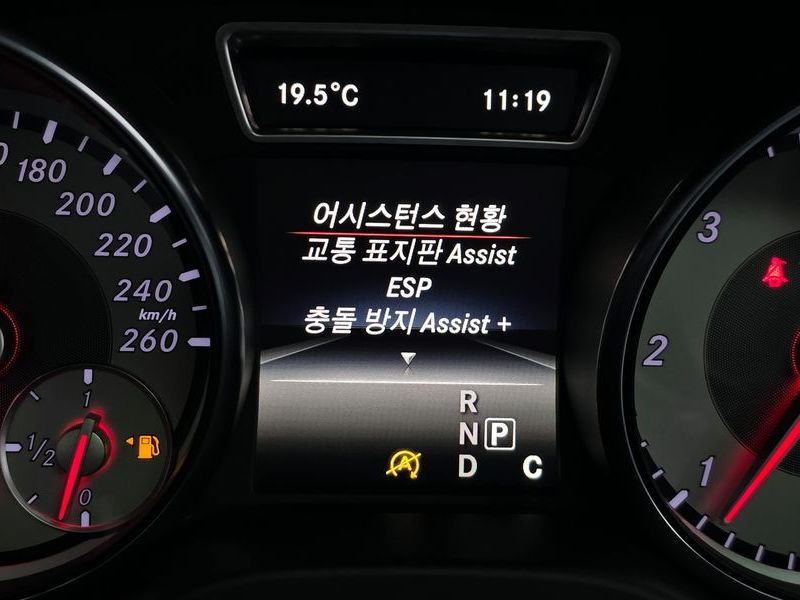 19.5°C 11:19
어시스턴스 현황
교통 표지판 Assist
ESP
충돌 방지 Assist +
R
N P
D C
A
180
200
220
240
km/h
260
1
1/2
0
3
2
1